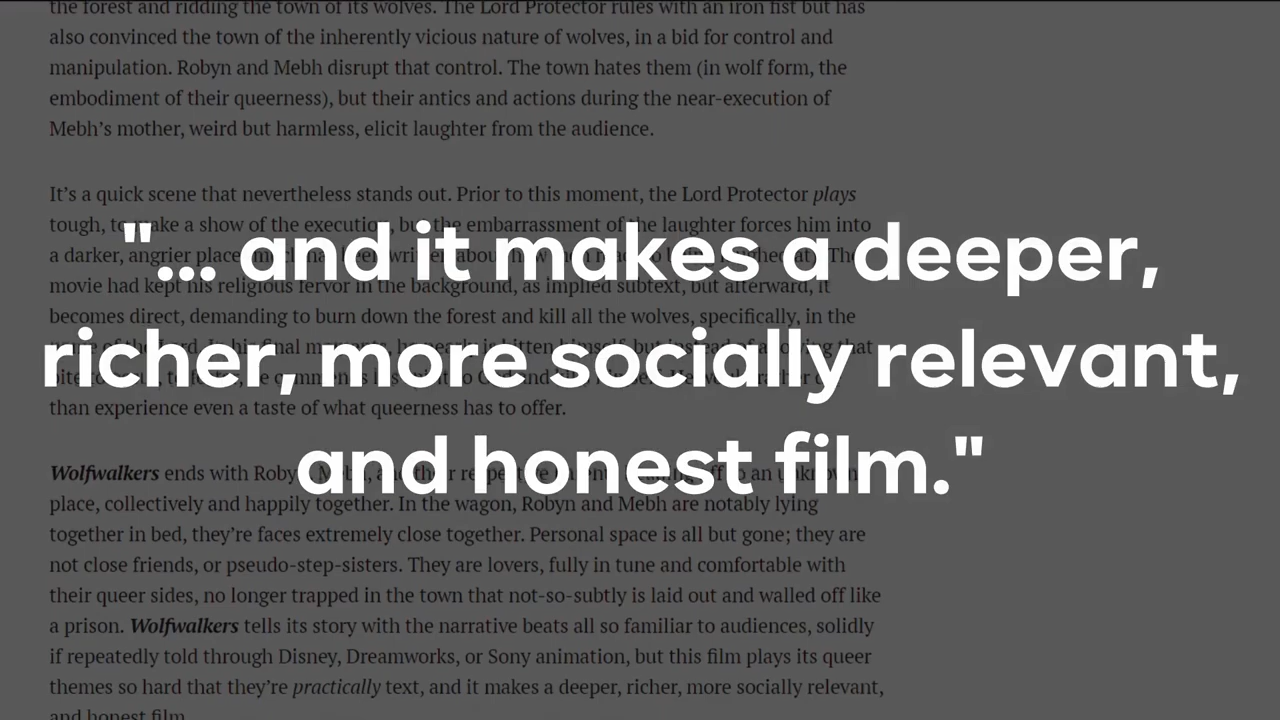 the forest and ridding the town of its wolves. The Lord Protector rules with an iron fist but has
also convinced the town of the inherently vicious nature of wolves, in a bid for control and
manipulation. Robyn and Mebh disrupt that control. The town hates them (in wolf form, the
embodiment of their queerness), but their antics and actions during the near-execution of
Mebh's mother, weird but harmless, elicit laughter from the audience.
It's a quick scene that nevertheless stands out. Prior to this moment, the Lord Protector plays
tough, to make a show of the execution, but the embarrassment of the laughter forces him into
a darker, angrier place
"... and it makes a deeper,
movie had kept his religious fervor in the background, as implied subtext, but afterward, it
becomes direct, demanding to burn down the forest and kill all the wolves, specifically, in the
richer, more socially relevant,
than experience even a taste of what queerness has to offer.
and honest film."
Wolfwalkers ends with Robyn
place, collectively and happily together. In the wagon, Robyn and Mebh are notably lying
together in bed, they're faces extremely close together. Personal space is all but gone; they are
not close friends, or pseudo-step-sisters. They are lovers, fully in tune and comfortable with
their queer sides, no longer trapped in the town that not-so-subtly is laid out and walled off like
a prison. Wolfwalkers tells its story with the narrative beats all so familiar to audiences, solidly
if repeatedly told through Disney, Dreamworks, or Sony animation, but this film plays its queer
themes so hard that they're practically text, and it makes a deeper, richer, more socially relevant,
and honest film.